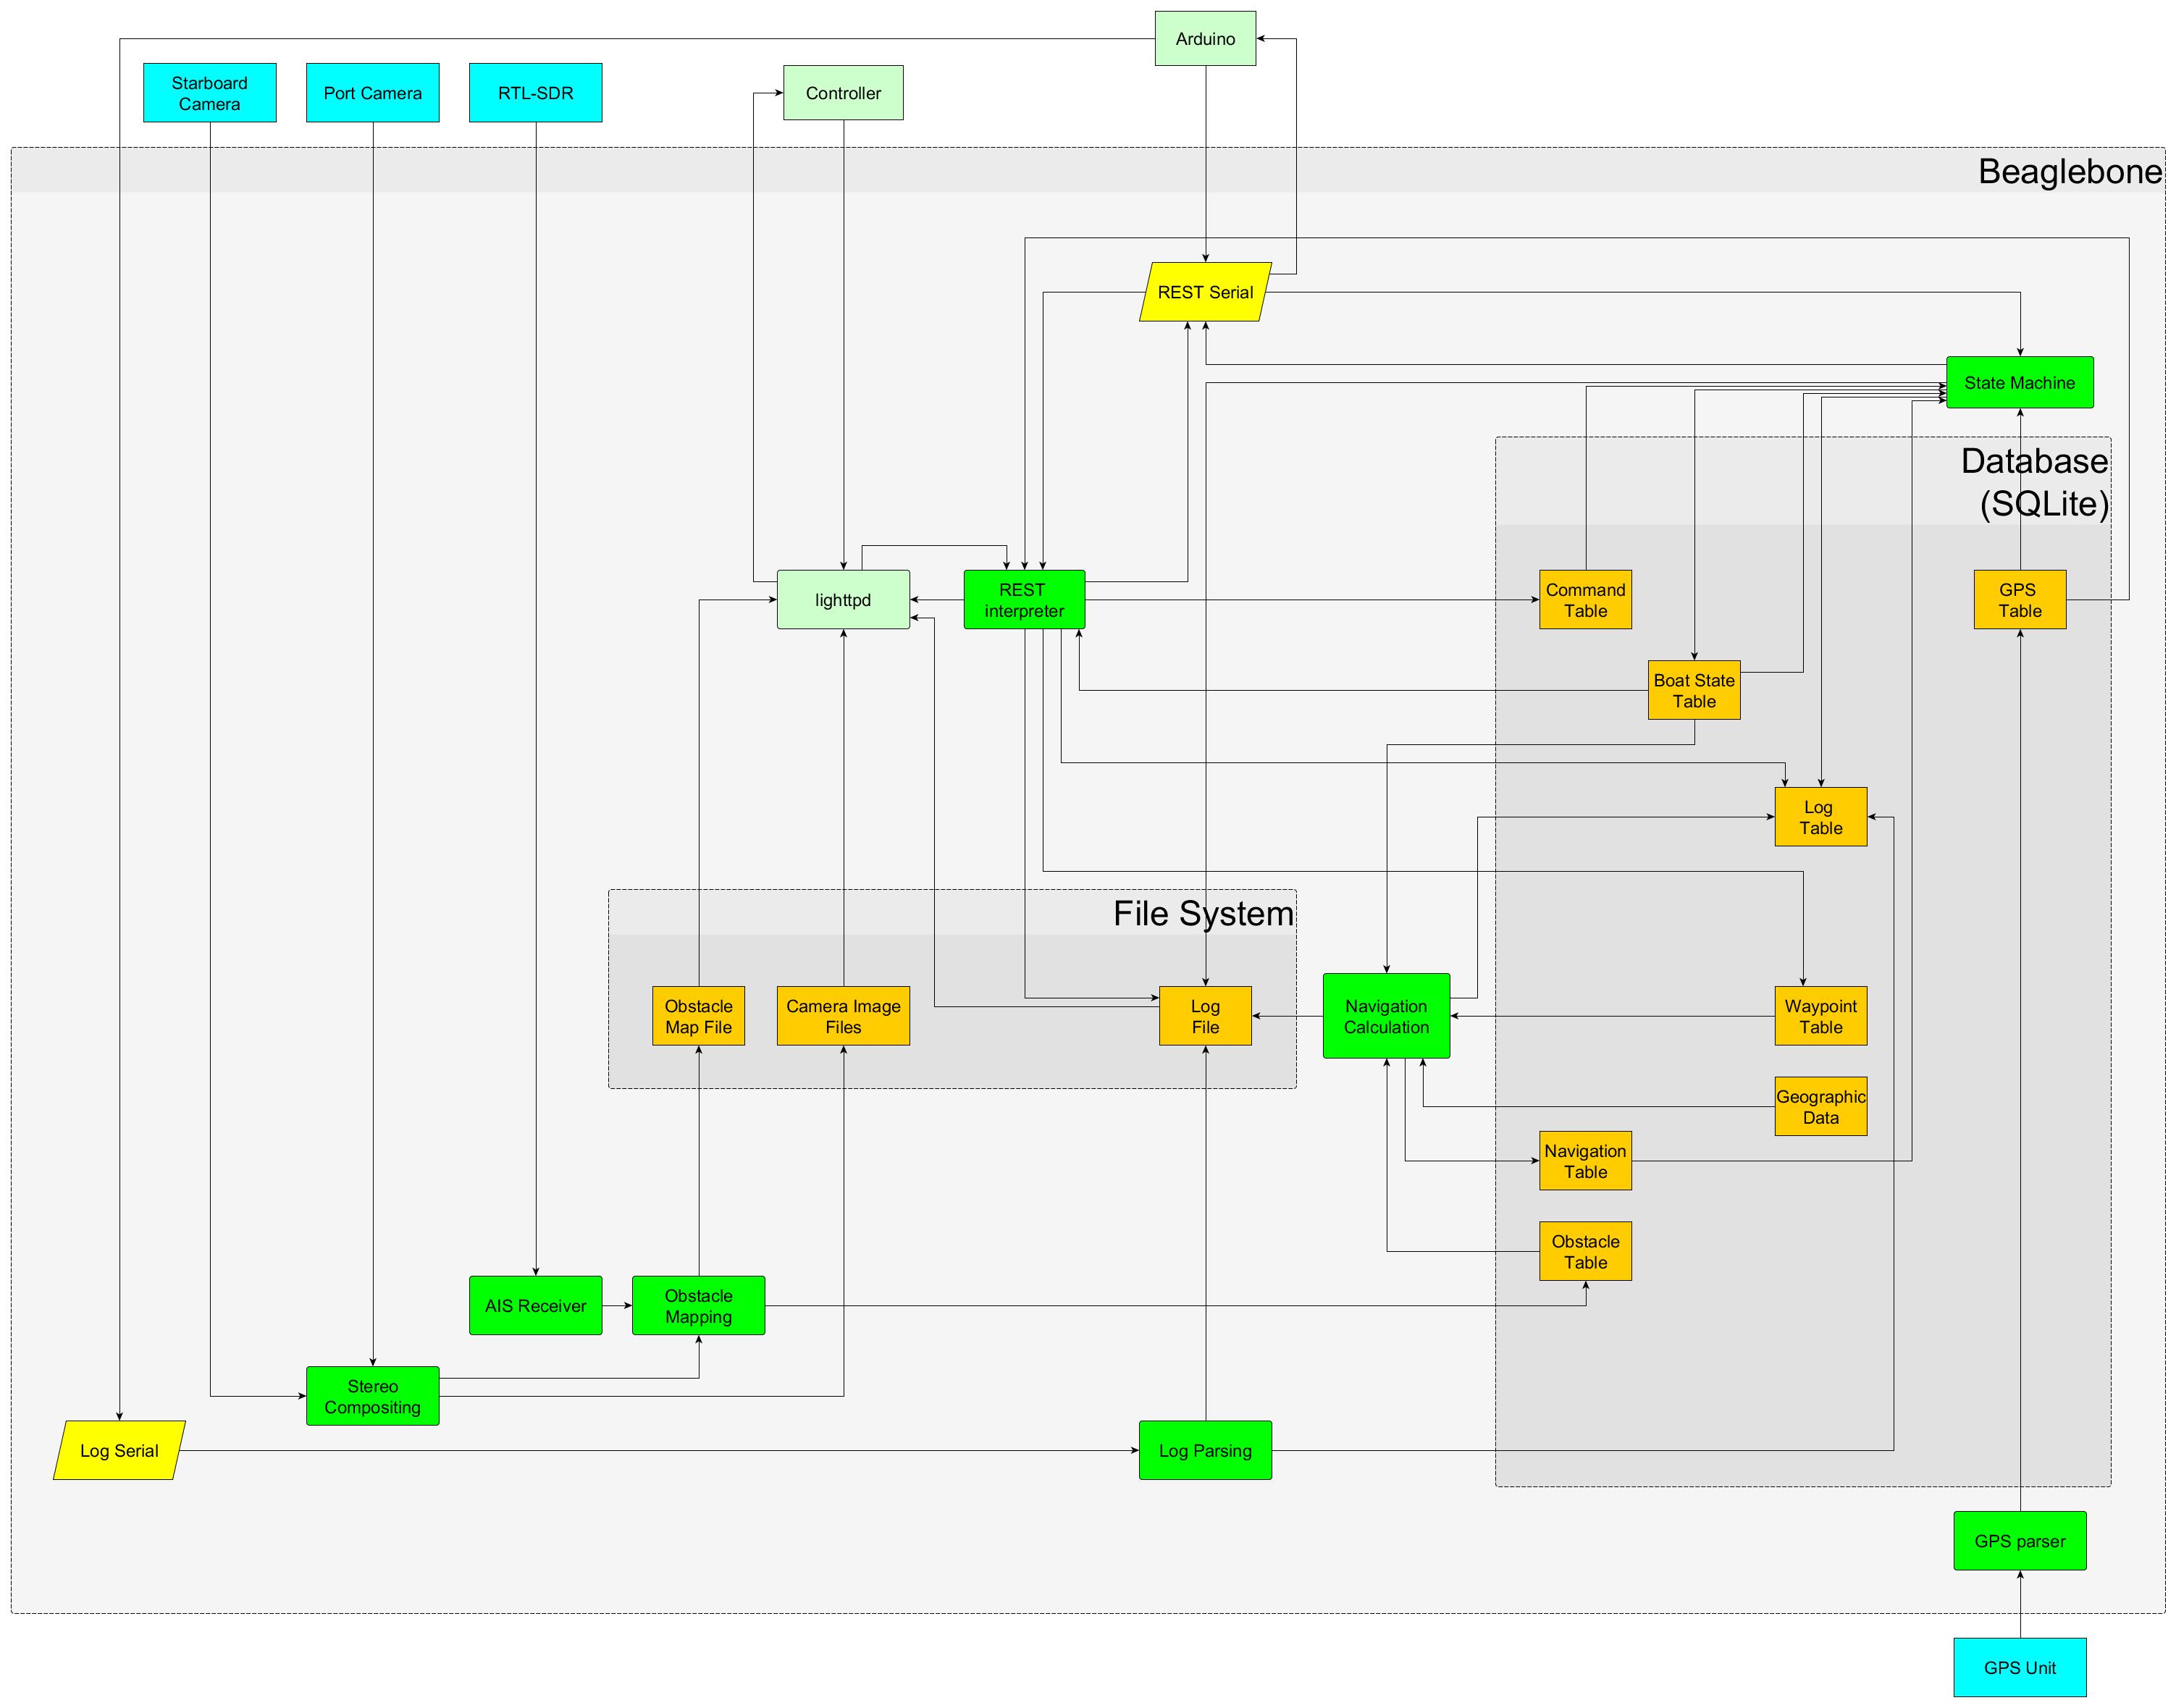 Arduino
Starboard
Camera
Port Camera
RTL-SDR
Controller
Beaglebone
REST Serial
State Machine
Database
(SQLite)
lighttpd
REST
interpreter
Command
Table
GPS
Table
Boat State
Table
Log
Table
File System
Obstacle
Map File
Camera Image
Files
Log
File
Navigation
Calculation
Waypoint
Table
Geographic
Data
Navigation
Table
Obstacle
Table
AIS Receiver
Obstacle
Mapping
Stereo
Compositing
Log Serial
Log Parsing
GPS parser
GPS Unit